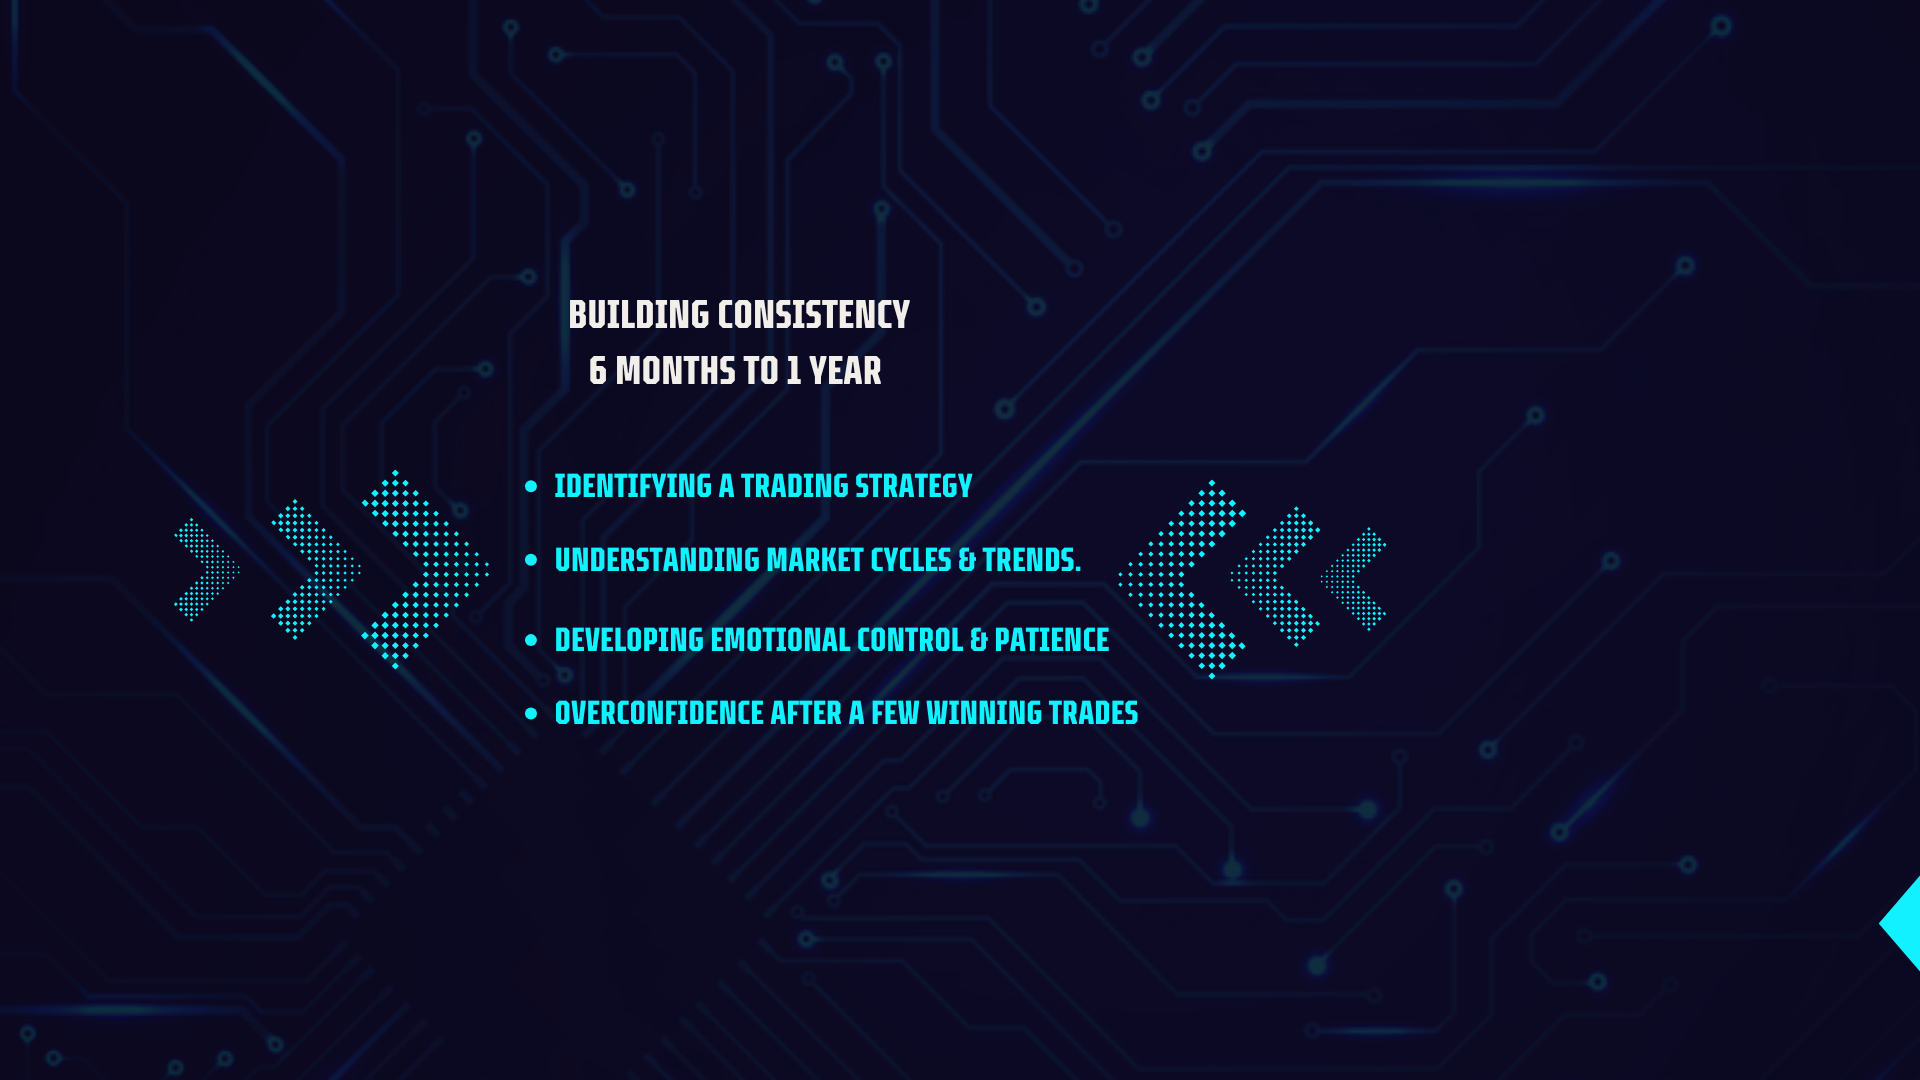 BUILDING CONSISTENCY
6 MONTHS TO 1 YEAR
• IDENTIFYING A TRADING STRATEGY
• UNDERSTANDING MARKET CYCLES & TRENDS.
• DEVELOPING EMOTIONAL CONTROL & PATIENCE
• OVERCONFIDENCE AFTER A FEW WINNING TRADES